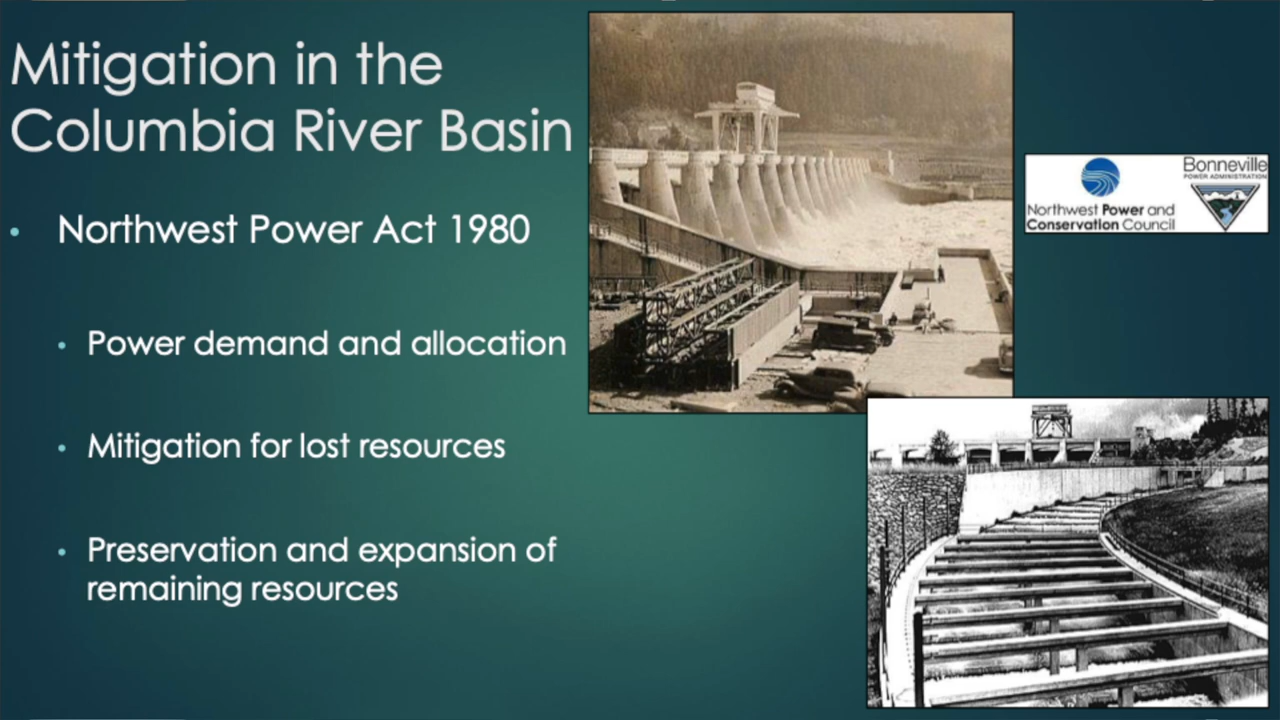 Mitigation in the
Columbia River Basin
• Northwest Power Act 1980
• Power demand and allocation
• Mitigation for lost resources
• Preservation and expansion of
remaining resources
Northwest Power and
Conservation Council
Bonneville
POWER ADMINISTRATION